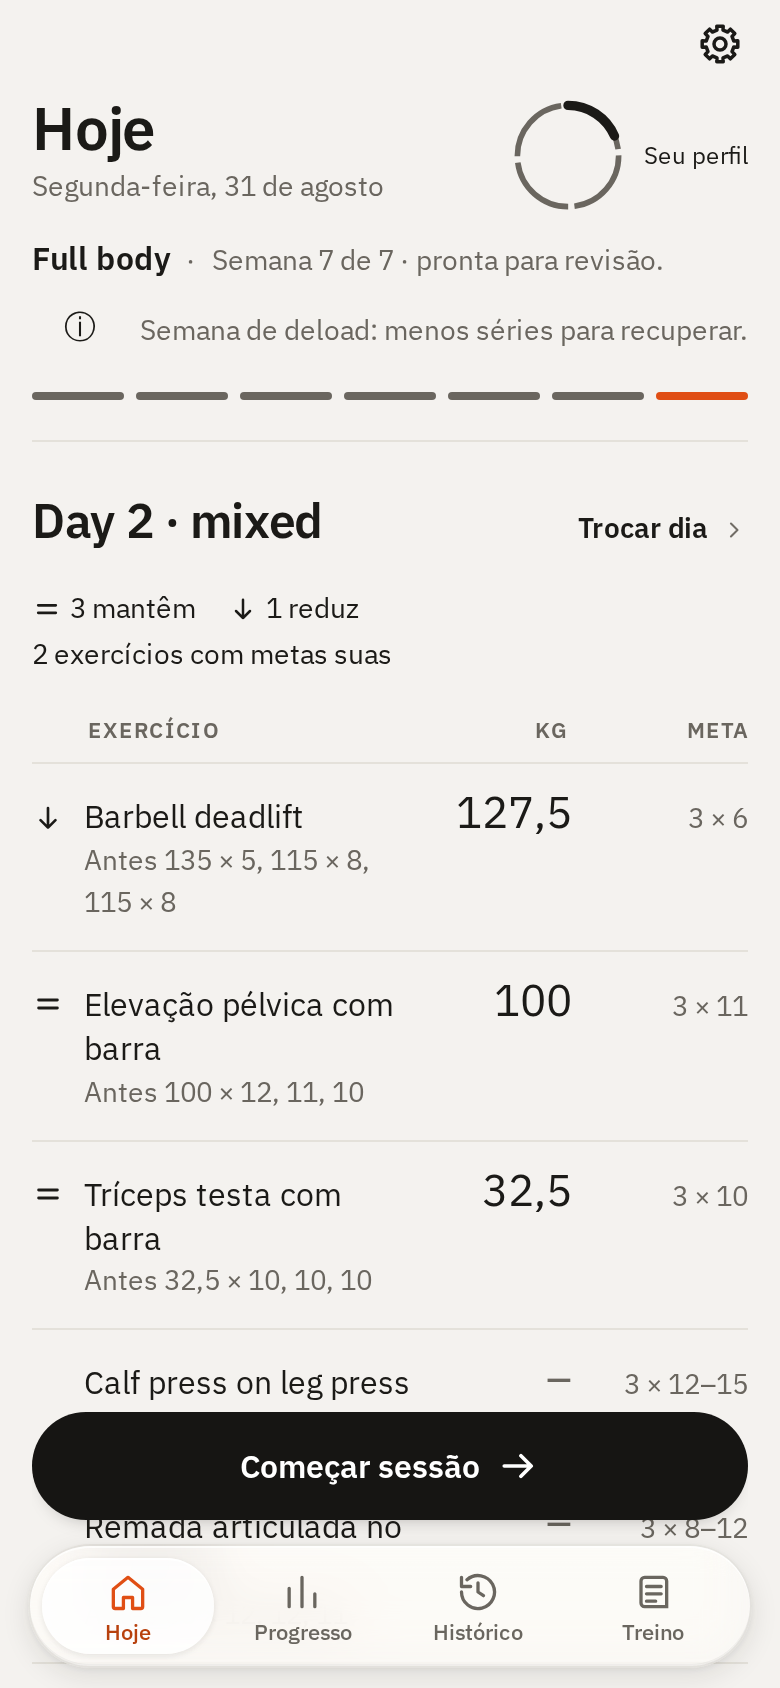 Hoje
Segunda-feira, 31 de agosto
Seu perfil
Full body · Semana 7 de 7 · pronta para revisão.
Semana de deload: menos séries para recuperar.
Day 2 · mixed
Trocar dia
= 3 mantêm ↓ 1 reduz
2 exercícios com metas suas
EXERCÍCIO KG META
↓ Barbell deadlift 127,5 3 × 6
Antes 135 × 5, 115 × 8,
115 × 8
= Elevação pélvica com 100 3 × 11
barra
Antes 100 × 12, 11, 10
= Tríceps testa com 32,5 3 × 10
barra
Antes 32,5 × 10, 10, 10
Calf press on leg press — 3 × 12–15
Começar sessão →
Remada articulada no — 3 × 8–12
Hoje Progresso Histórico Treino